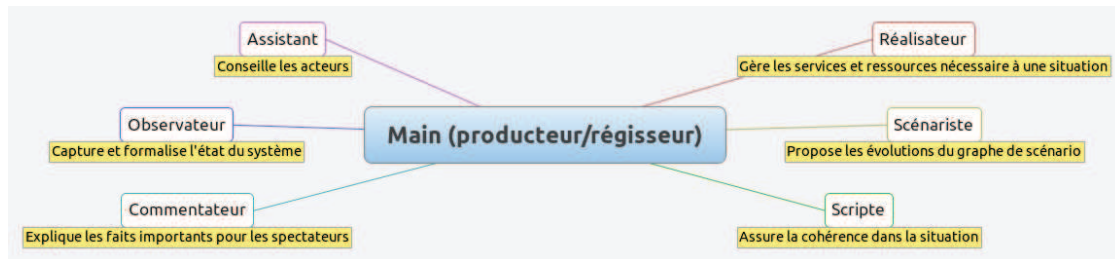 Assistant
Conseille les acteurs
Réalisateur
Gère les services et ressources nécessaire à une situation
Observateur
Capture et formalise l'état du système
Main (producteur/régisseur)
Scénariste
Propose les évolutions du graphe de scénario
Commentateur
Explique les faits importants pour les spectateurs
Scripte
Assure la cohérence dans la situation